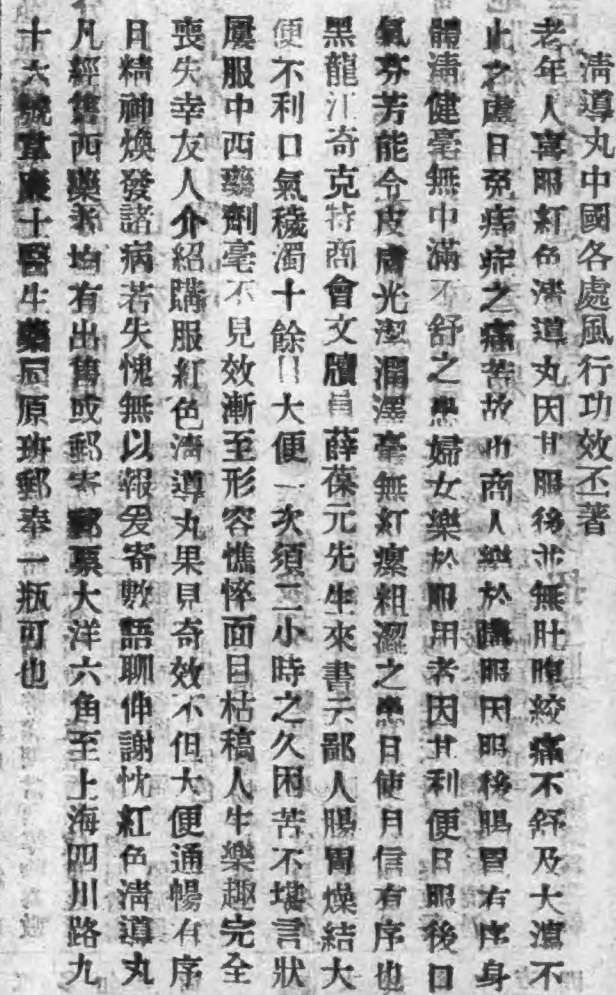 清導丸中國各處風行功效丕著
老年人喜服紅色清導丸因其服後並無肚腹絞痛不舒及大瀉不
止之慮且免痔症之痛苦故也商人樂於購服因服後腸胃有序身
體清健毫無中滿不舒之患婦女樂於服用者因其利便且服後口
氣芬芳能令皮膚光潔潤澤毫無紅瘰粗澀之患且使月信有序也
黑龍江奇克特商會文牘員薛葆元先生來書云鄙人腸胃燥結大
便不利口氣穢濁十餘日大便一次須二小時之久困苦不堪言狀
屢服中西藥劑毫不見效漸至形容憔悴面目枯稿人生樂趣完全
喪失幸友人介紹購服紅色清導丸果見奇效不但大便通暢有序
且精神煥發諸病若失愧無以報爰寄數語聊伸謝忱紅色清導丸
凡經售西藥者均有出售或郵寄郵票大洋六角至上海四川路九
十六號韋廉士醫生藥局原班郵奉一瓶可也